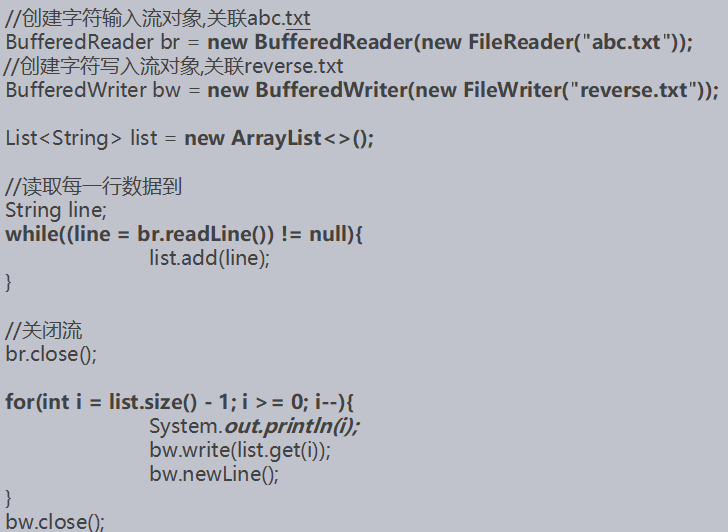 //创建字符输入流对象,关联abc.txt
BufferedReader br = new BufferedReader(new FileReader("abc.txt"));
//创建字符写入流对象,关联reverse.txt
BufferedWriter bw = new BufferedWriter(new FileWriter("reverse.txt"));
List<String> list = new ArrayList<>();
//读取每一行数据到
String line;
while((line = br.readLine()) != null){
list.add(line);
}
//关闭流
br.close();
for(int i = list.size() - 1; i >= 0; i--){
System.out.println(i);
bw.write(list.get(i));
bw.newLine();
}
bw.close();